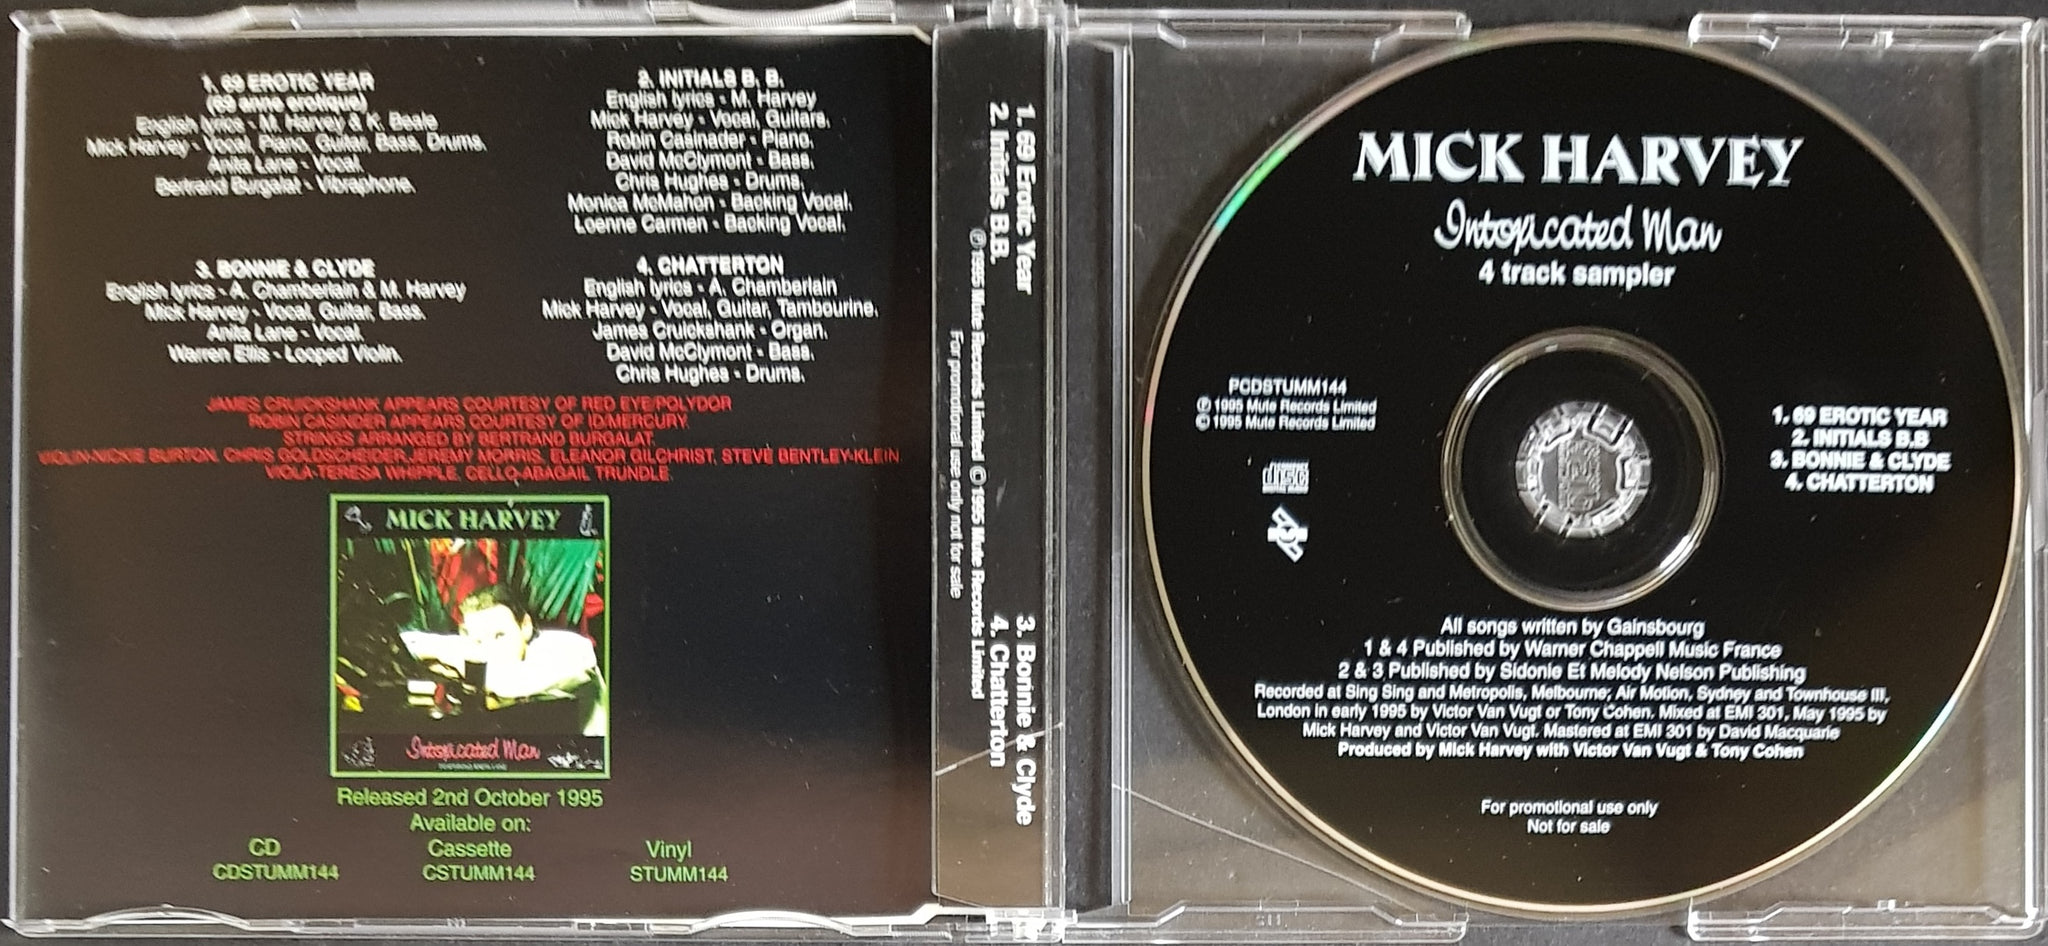 1. 69 EROTIC YEAR
(69 anne erotique)
English lyrics - M. Harvey & K. Beale
Mick Harvey - Vocal, Piano, Guitar, Bass, Drums.
Anita Lane - Vocal.
Bertrand Burgalat - Vibraphone.
2. INITIALS B. B.
English lyrics - M. Harvey
Mick Harvey - Vocal, Guitars.
Robin Casinader - Piano.
David McClymont - Bass.
Chris Hughes - Drums.
Monica McMahon - Backing Vocal.
Loenne Carmen - Backing Vocal.
3. BONNIE & CLYDE
English lyrics - A. Chamberlain & M. Harvey
Mick Harvey - Vocal, Guitar, Bass.
Anita Lane - Vocal.
Warren Ellis - Looped Violin.
4. CHATTERTON
English lyrics - A. Chamberlain
Mick Harvey - Vocal, Guitar, Tambourine.
James Cruickshank - Organ.
David McClymont - Bass.
Chris Hughes - Drums.
JAMES CRUICKSHANK APPEARS COURTESY OF RED EYE/POLYDOR
ROBIN CASINDER APPEARS COURTESY OF ID/MERCURY.
STRINGS ARRANGED BY BERTRAND BURGALAT.
VIOLIN-NICKIE BURTON, CHRIS GOLDSCHEIDER, JEREMY MORRIS, ELEANOR GILCHRIST, STEVE BENTLEY-KLEIN
VIOLA-TERESA WHIPPLE, CELLO-ABAGAIL TRUNDLE.
MICK HARVEY
Intoxicated Man
Released 2nd October 1995
Available on:
CD Cassette Vinyl
CDSTUMM144 CSTUMM144 STUMM144
1. 69 Erotic Year 3. Bonnie & Clyde
2. Initials B.B. 4. Chatterton
℗ 1995 Mute Records Limited © 1995 Mute Records Limited
For promotional use only not for sale
MICK HARVEY
Intoxicated Man
4 track sampler
PCDSTUMM144
℗ 1995 Mute Records Limited
© 1995 Mute Records Limited
COMPACT
disc
DIGITAL AUDIO
1. 69 EROTIC YEAR
2. INITIALS B.B
3. BONNIE & CLYDE
4. CHATTERTON
All songs written by Gainsbourg
1 & 4 Published by Warner Chappell Music France
2 & 3 Published by Sidonie Et Melody Nelson Publishing
Recorded at Sing Sing and Metropolis, Melbourne; Air Motion, Sydney and Townhouse III,
London in early 1995 by Victor Van Vugt or Tony Cohen. Mixed at EMI 301, May 1995 by
Mick Harvey and Victor Van Vugt. Mastered at EMI 301 by David Macquarie
Produced by Mick Harvey with Victor Van Vugt & Tony Cohen
For promotional use only
Not for sale